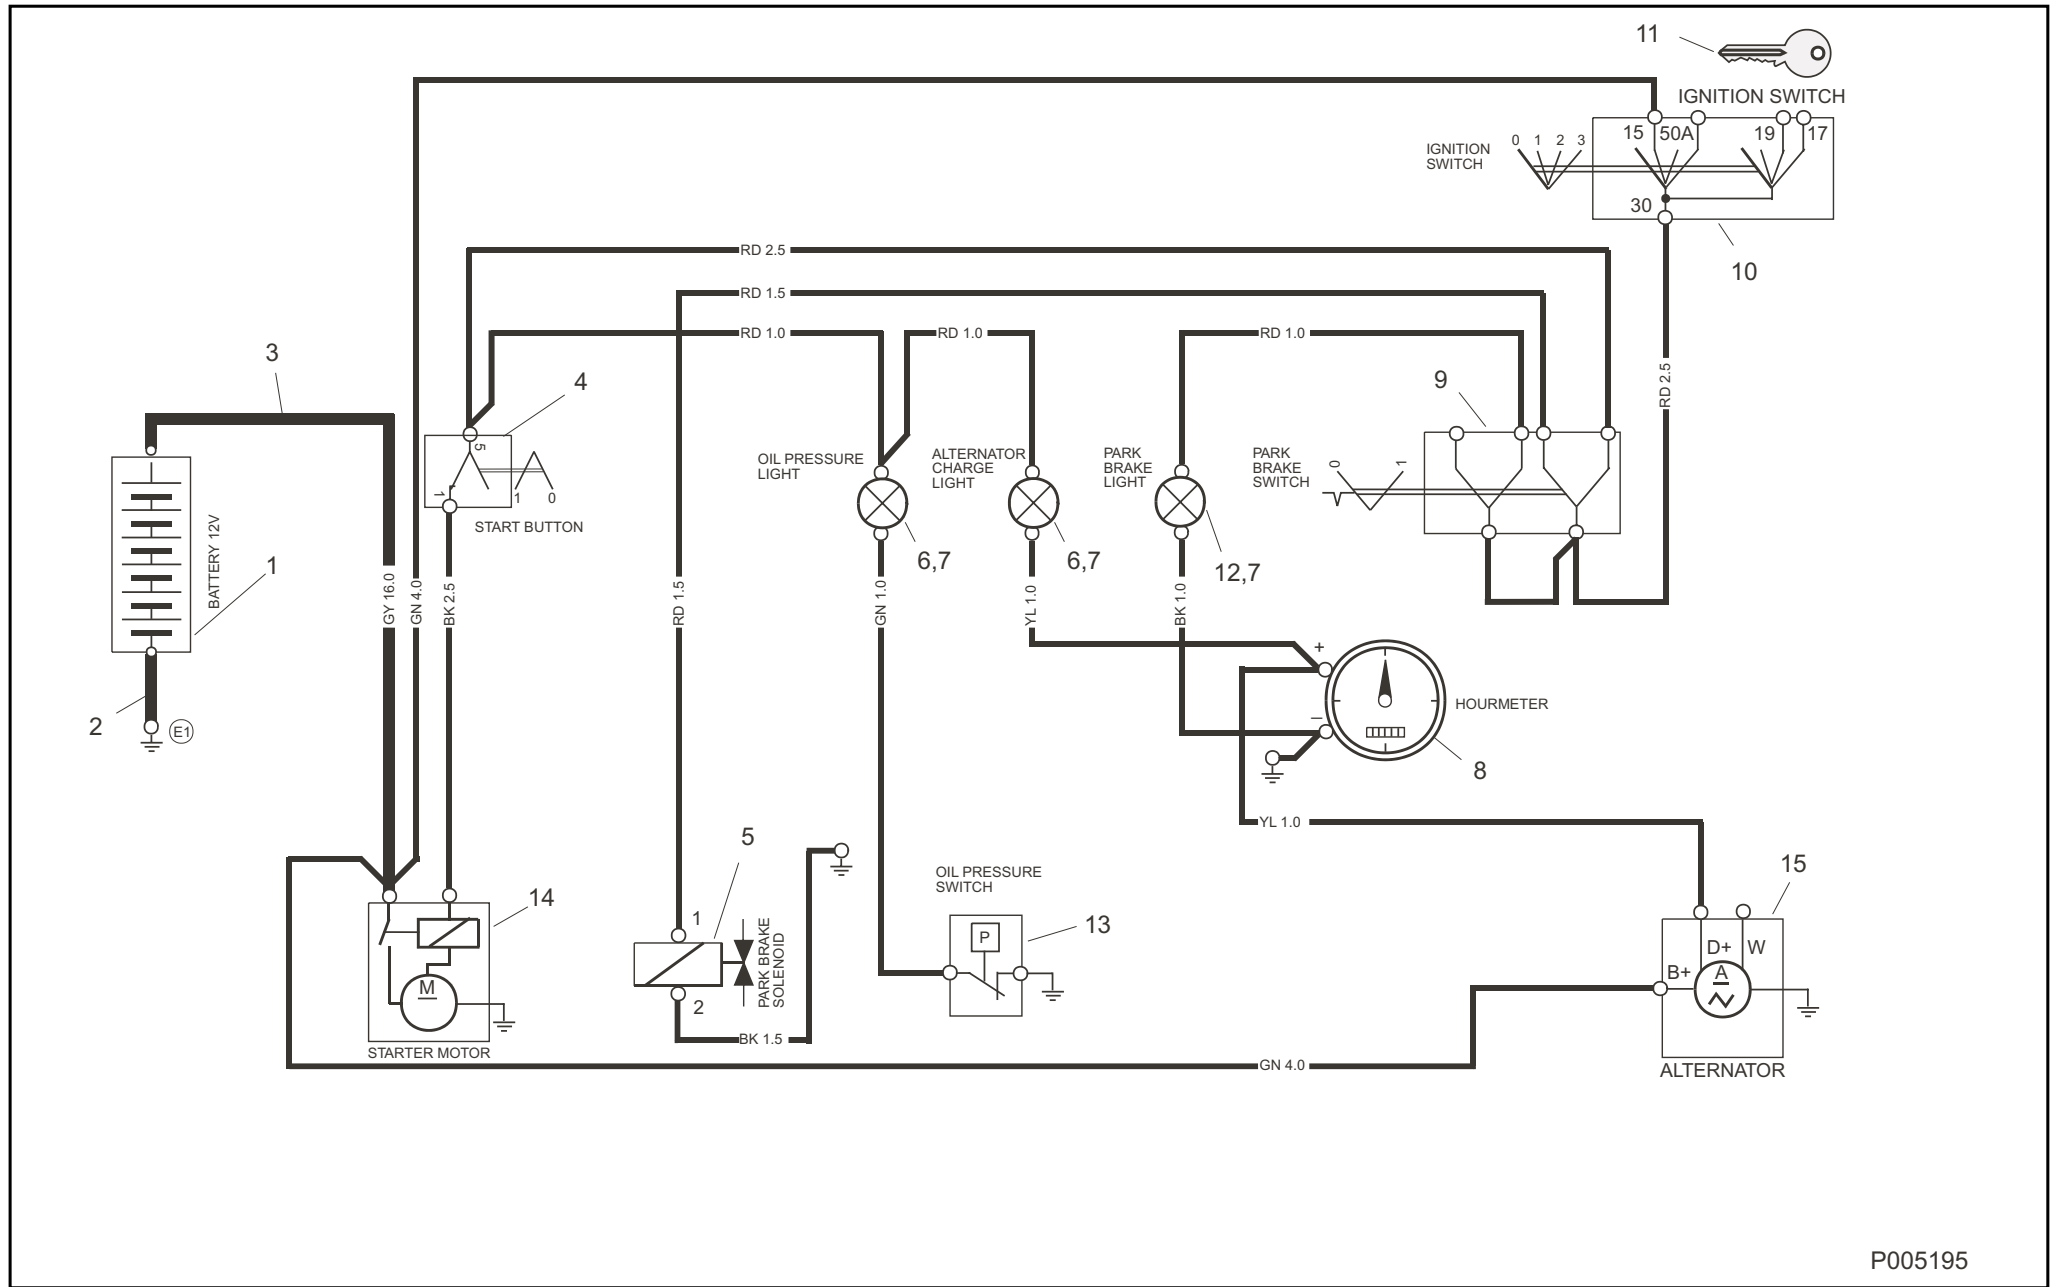 11
IGNITION SWITCH
15 50A 19 17
0 1 2 3
IGNITION
SWITCH
30
10
RD 2.5
RD 1.5
RD 1.0
RD 1.0
RD 1.0
RD 2.5
3
4
9
5
1
1 0
START BUTTON
OIL PRESSURE
LIGHT
ALTERNATOR
CHARGE
LIGHT
PARK
BRAKE
LIGHT
PARK
BRAKE
SWITCH
0 1
6,7
6,7
12,7
BATTERY 12V
1
GY 16.0
GN 4.0
BK 2.5
RD 1.5
GN 1.0
YL 1.0
BK 1.0
+
–
HOURMETER
8
2
E1
YL 1.0
5
1
2
PARK BRAKE
SOLENOID
BK 1.5
OIL PRESSURE
SWITCH
P
13
14
M
STARTER MOTOR
15
D+ W
B+
A
GN 4.0
ALTERNATOR
P005195